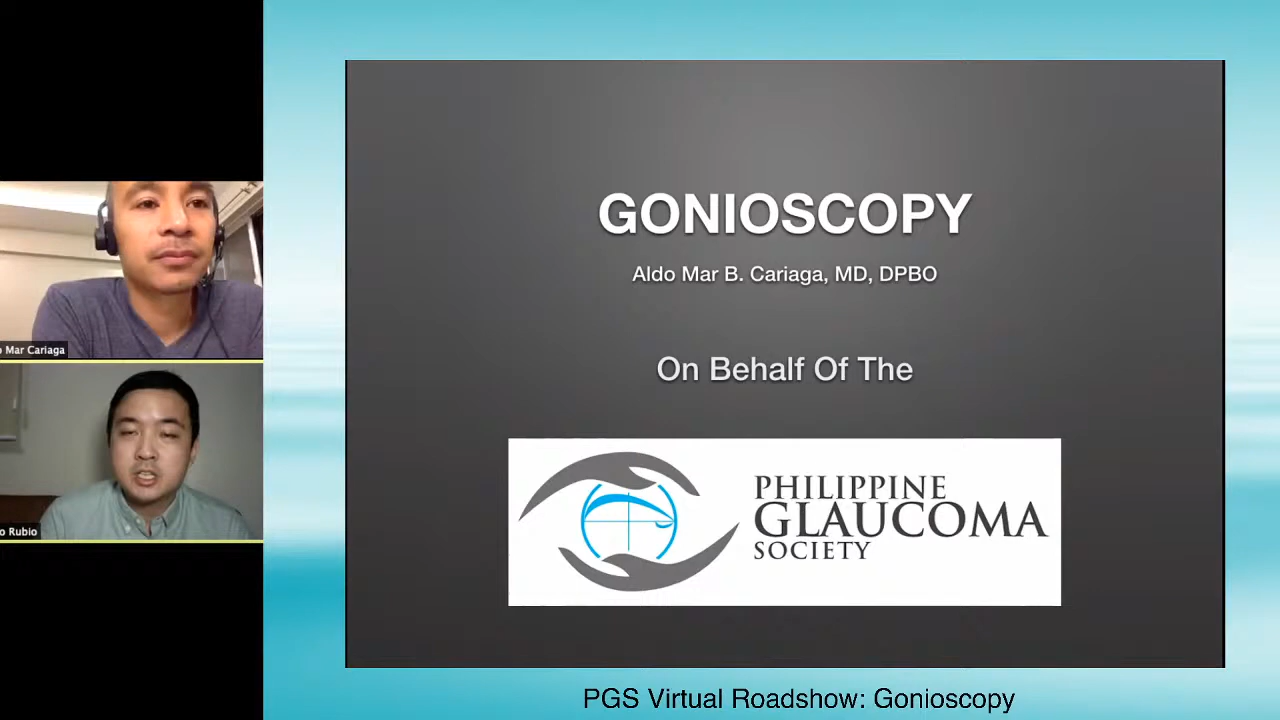 GONIOSCOPY
Aldo Mar B. Cariaga, MD, DPBO
On Behalf Of The
PHILIPPINE
GLAUCOMA
SOCIETY
o Mar Cariaga
o Rubio
PGS Virtual Roadshow: Gonioscopy